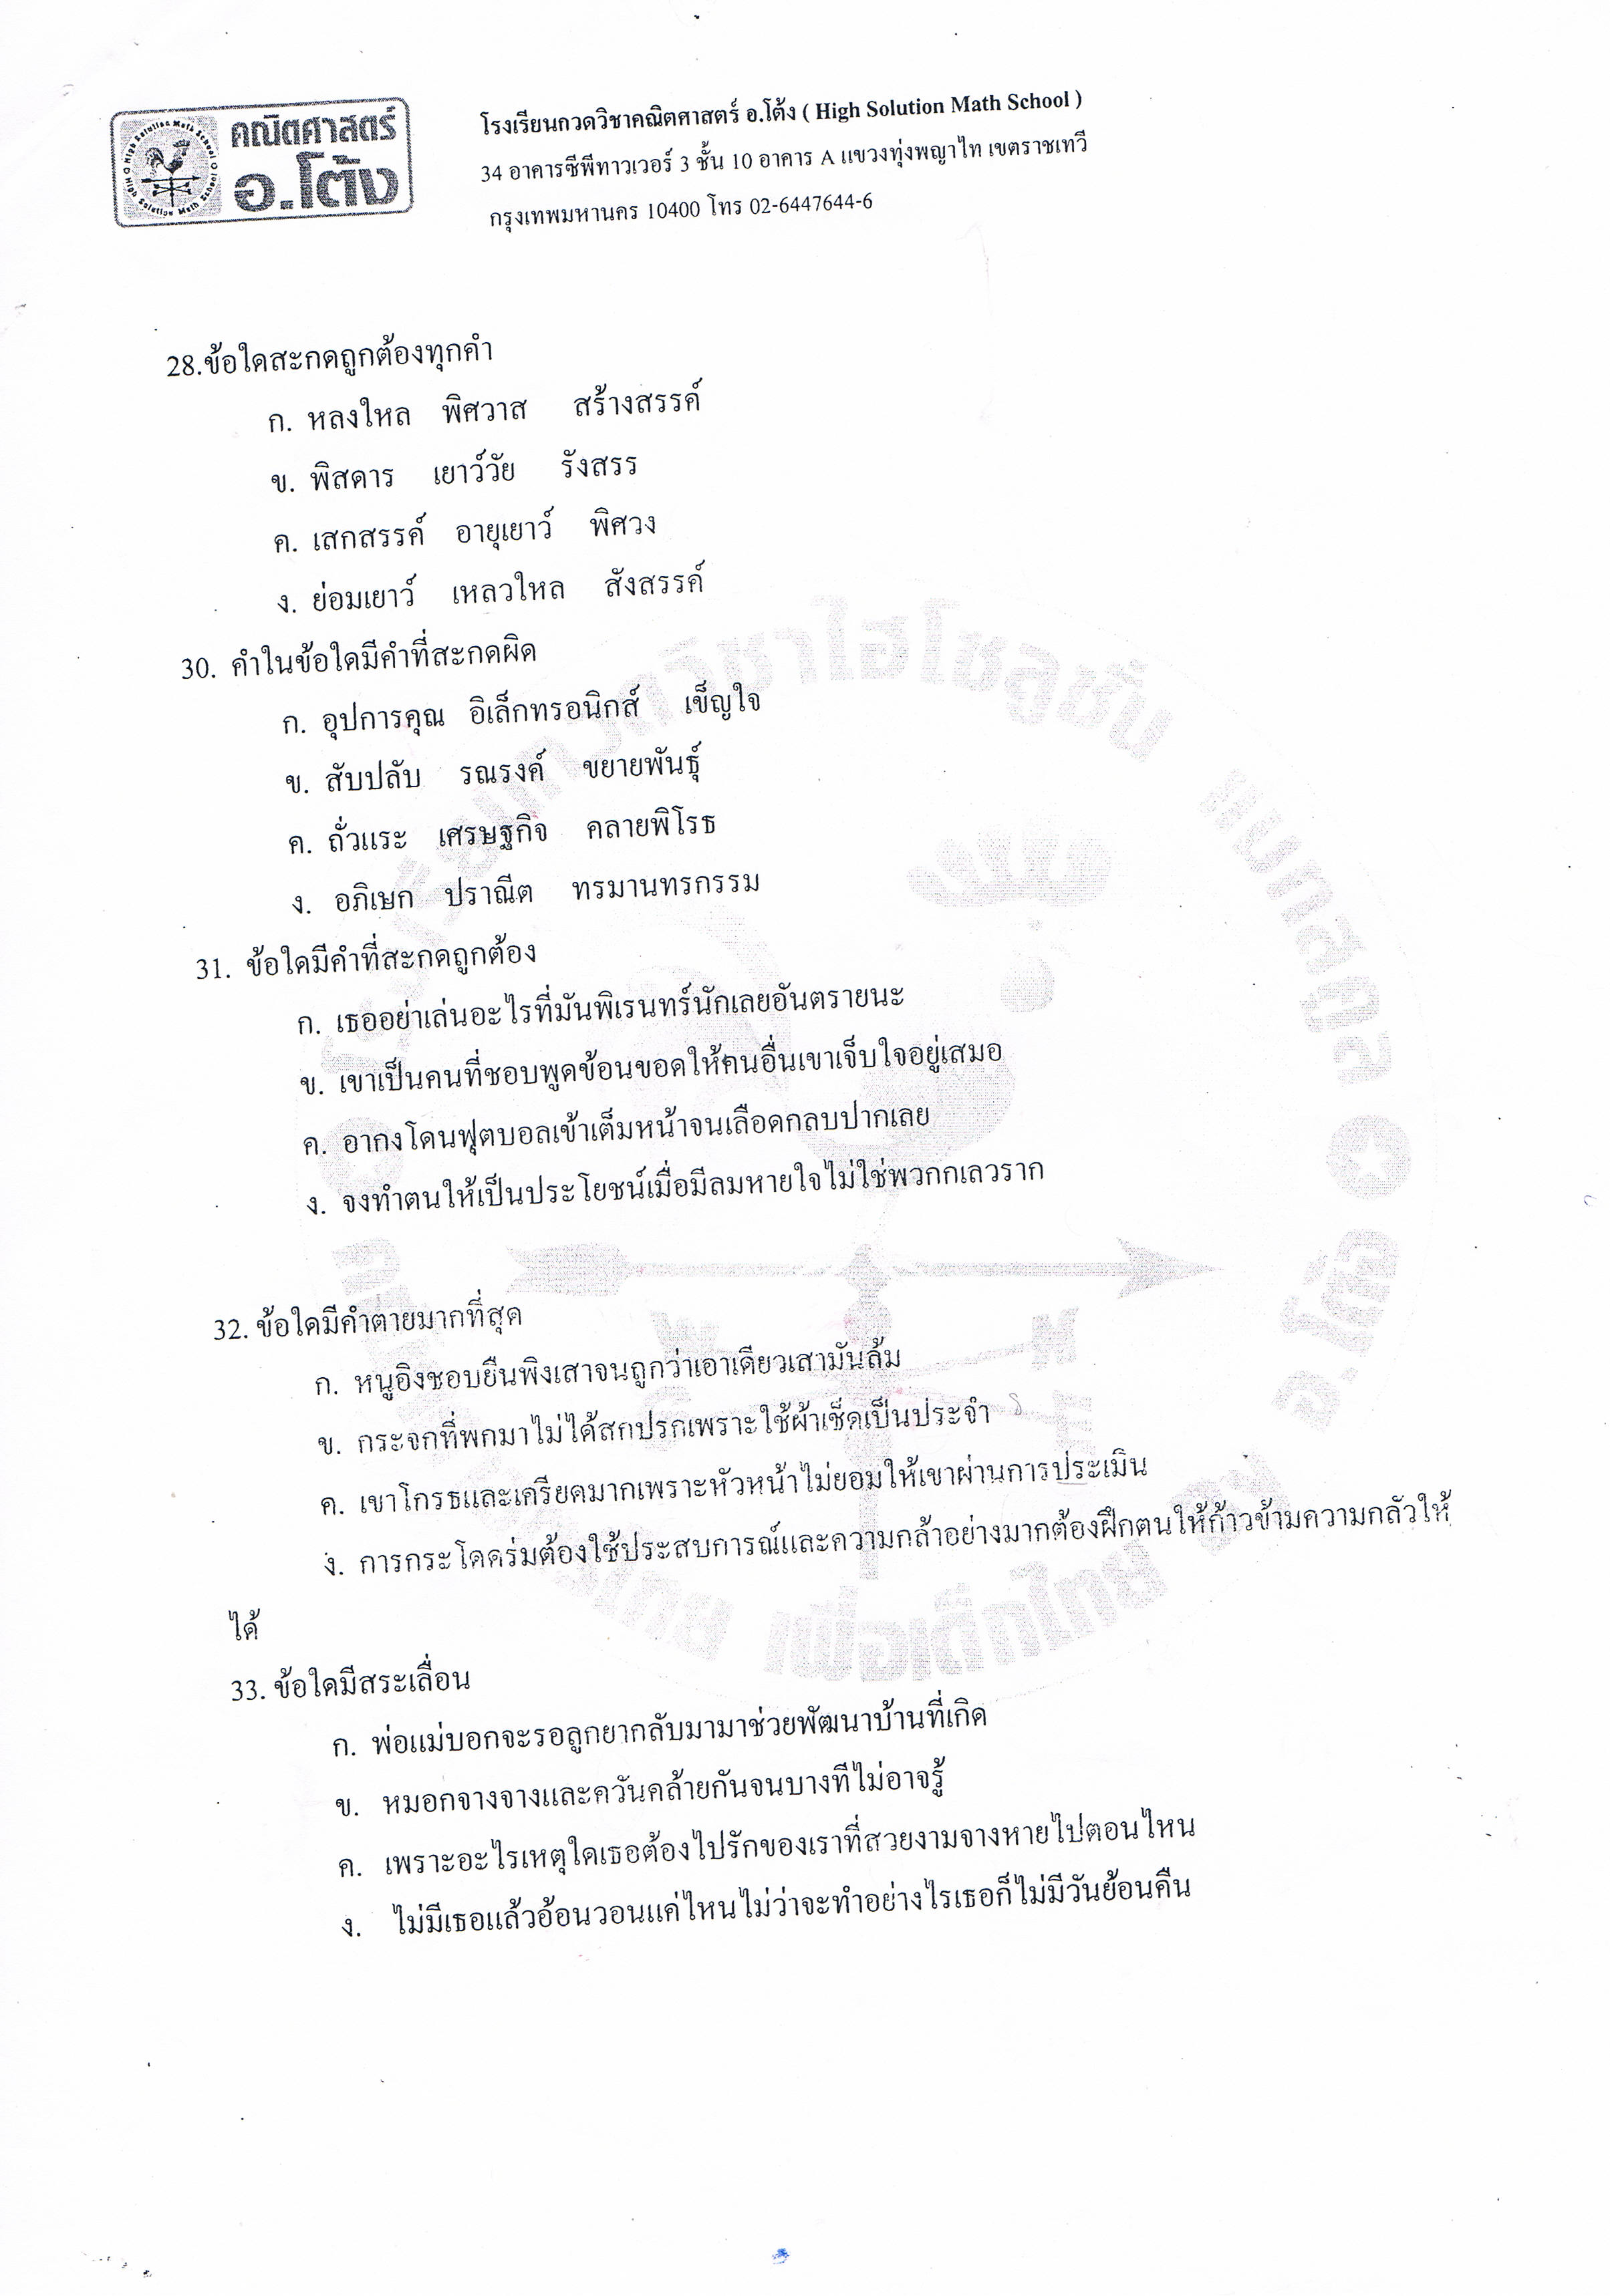 คณิตศาสตร์
อ.โต้ง
โรงเรียนกวดวิชาคณิตศาสตร์ อ.โต้ง ( High Solution Math School )
34 อาคารซีพีทาวเวอร์ 3 ชั้น 10 อาคาร A แขวงทุ่งพญาไท เขตราชเทวี
กรุงเทพมหานคร 10400 โทร 02-6447644-6
28.ข้อใดสะกดถูกต้องทุกคำ
ก. หลงใหล พิศวาส สร้างสรรค์
ข. พิสดาร เยาว์วัย รังสรร
ค. เสกสรรค์ อายุเยาว์ พิศวง
ง. ย่อมเยาว์ เหลวใหล สังสรรค์
30. คำในข้อใดมีคำที่สะกดผิด
ก. อุปการคุณ อิเล็กทรอนิกส์ เข็ญใจ
ข. สับปลับ รณรงค์ ขยายพันธุ์
ค. ถั่วแระ เศรษฐกิจ คลายพิโรธ
ง. อภิเษก ปราณีต ทรมานทรกรรม
31. ข้อใดมีคำที่สะกดถูกต้อง
ก. เธออย่าเล่นอะไรที่มันพิเรนทร์นักเลยอันตรายนะ
ข. เขาเป็นคนที่ชอบพูดข้อนขอดให้คนอื่นเขาเจ็บใจอยู่เสมอ
ค. อากงโดนฟุตบอลเข้าเต็มหน้าจนเลือดกลบปากเลย
ง. จงทำตนให้เป็นประโยชน์เมื่อมีลมหายใจไม่ใช่พวกกเลวราก
32. ข้อใดมีคำตายมากที่สุด
ก. หนูอิงชอบยืนพิงเสาจนถูกว่าเอาเดียวเสามันล้ม
ข. กระจกที่พกมาไม่ได้สกปรกเพราะใช้ผ้าเช็ดเป็นประจำ
ค. เขาโกรธและเครียดมากเพราะหัวหน้าไม่ยอมให้เขาผ่านการประเมิน
ง. การกระโดดร่มต้องใช้ประสบการณ์และความกล้าอย่างมากต้องฝึกตนให้ก้าวข้ามความกลัวให้
ได้
33. ข้อใดมีสระเลื่อน
ก. พ่อแม่บอกจะรอลูกยากลับมามาช่วยพัฒนาบ้านที่เกิด
ข. หมอกจางจางและควันคล้ายกันจนบางทีไม่อาจรู้
ค. เพราะอะไรเหตุใดเธอต้องไปรักของเราที่สวยงามจางหายไปตอนไหน
ง. ไม่มีเธอแล้วอ้อนวอนแค่ไหนไม่ว่าจะทำอย่างไรเธอก็ไม่มีวันย้อนคืน